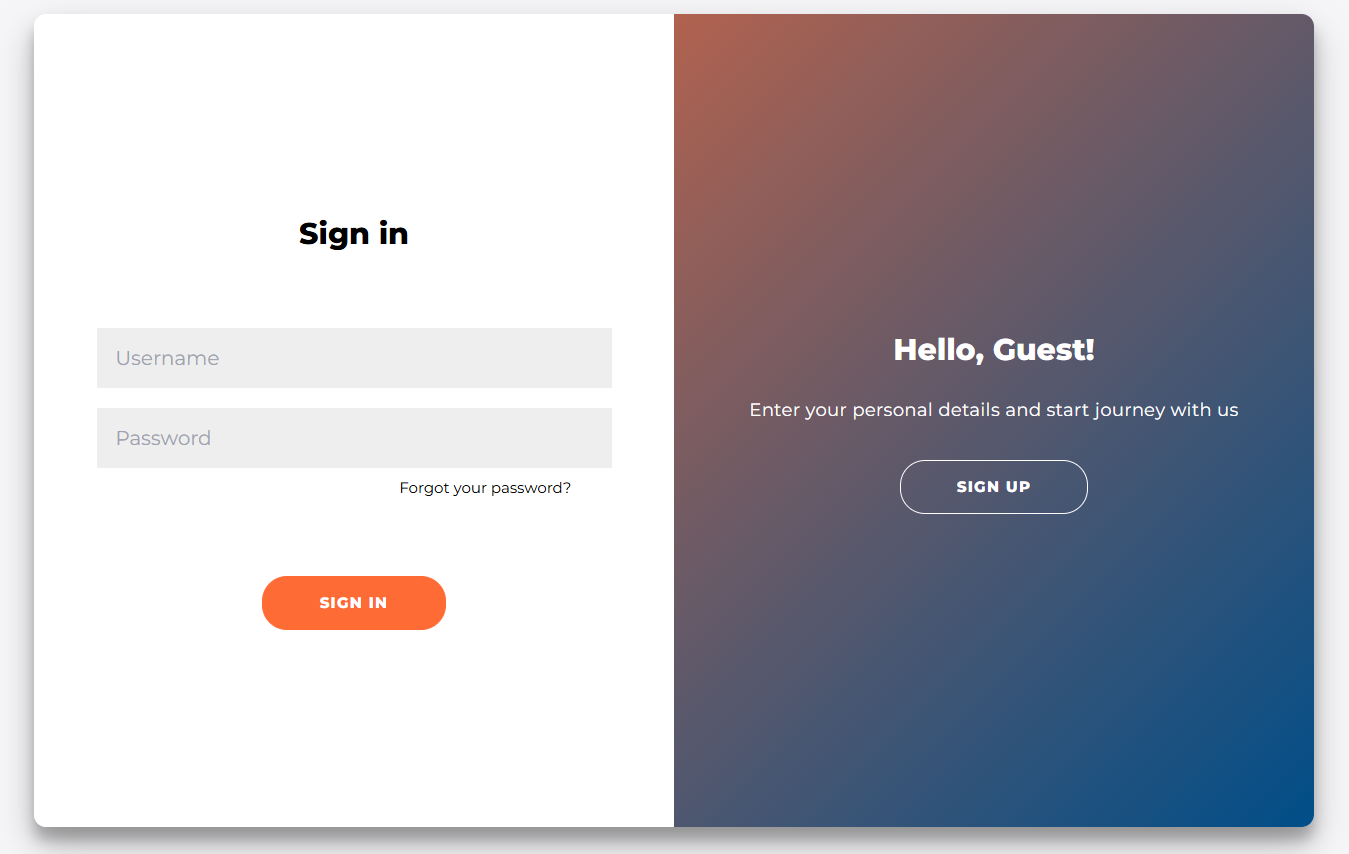 Sign in
Username
Password
Forgot your password?
SIGN IN
Hello, Guest!
Enter your personal details and start journey with us
SIGN UP